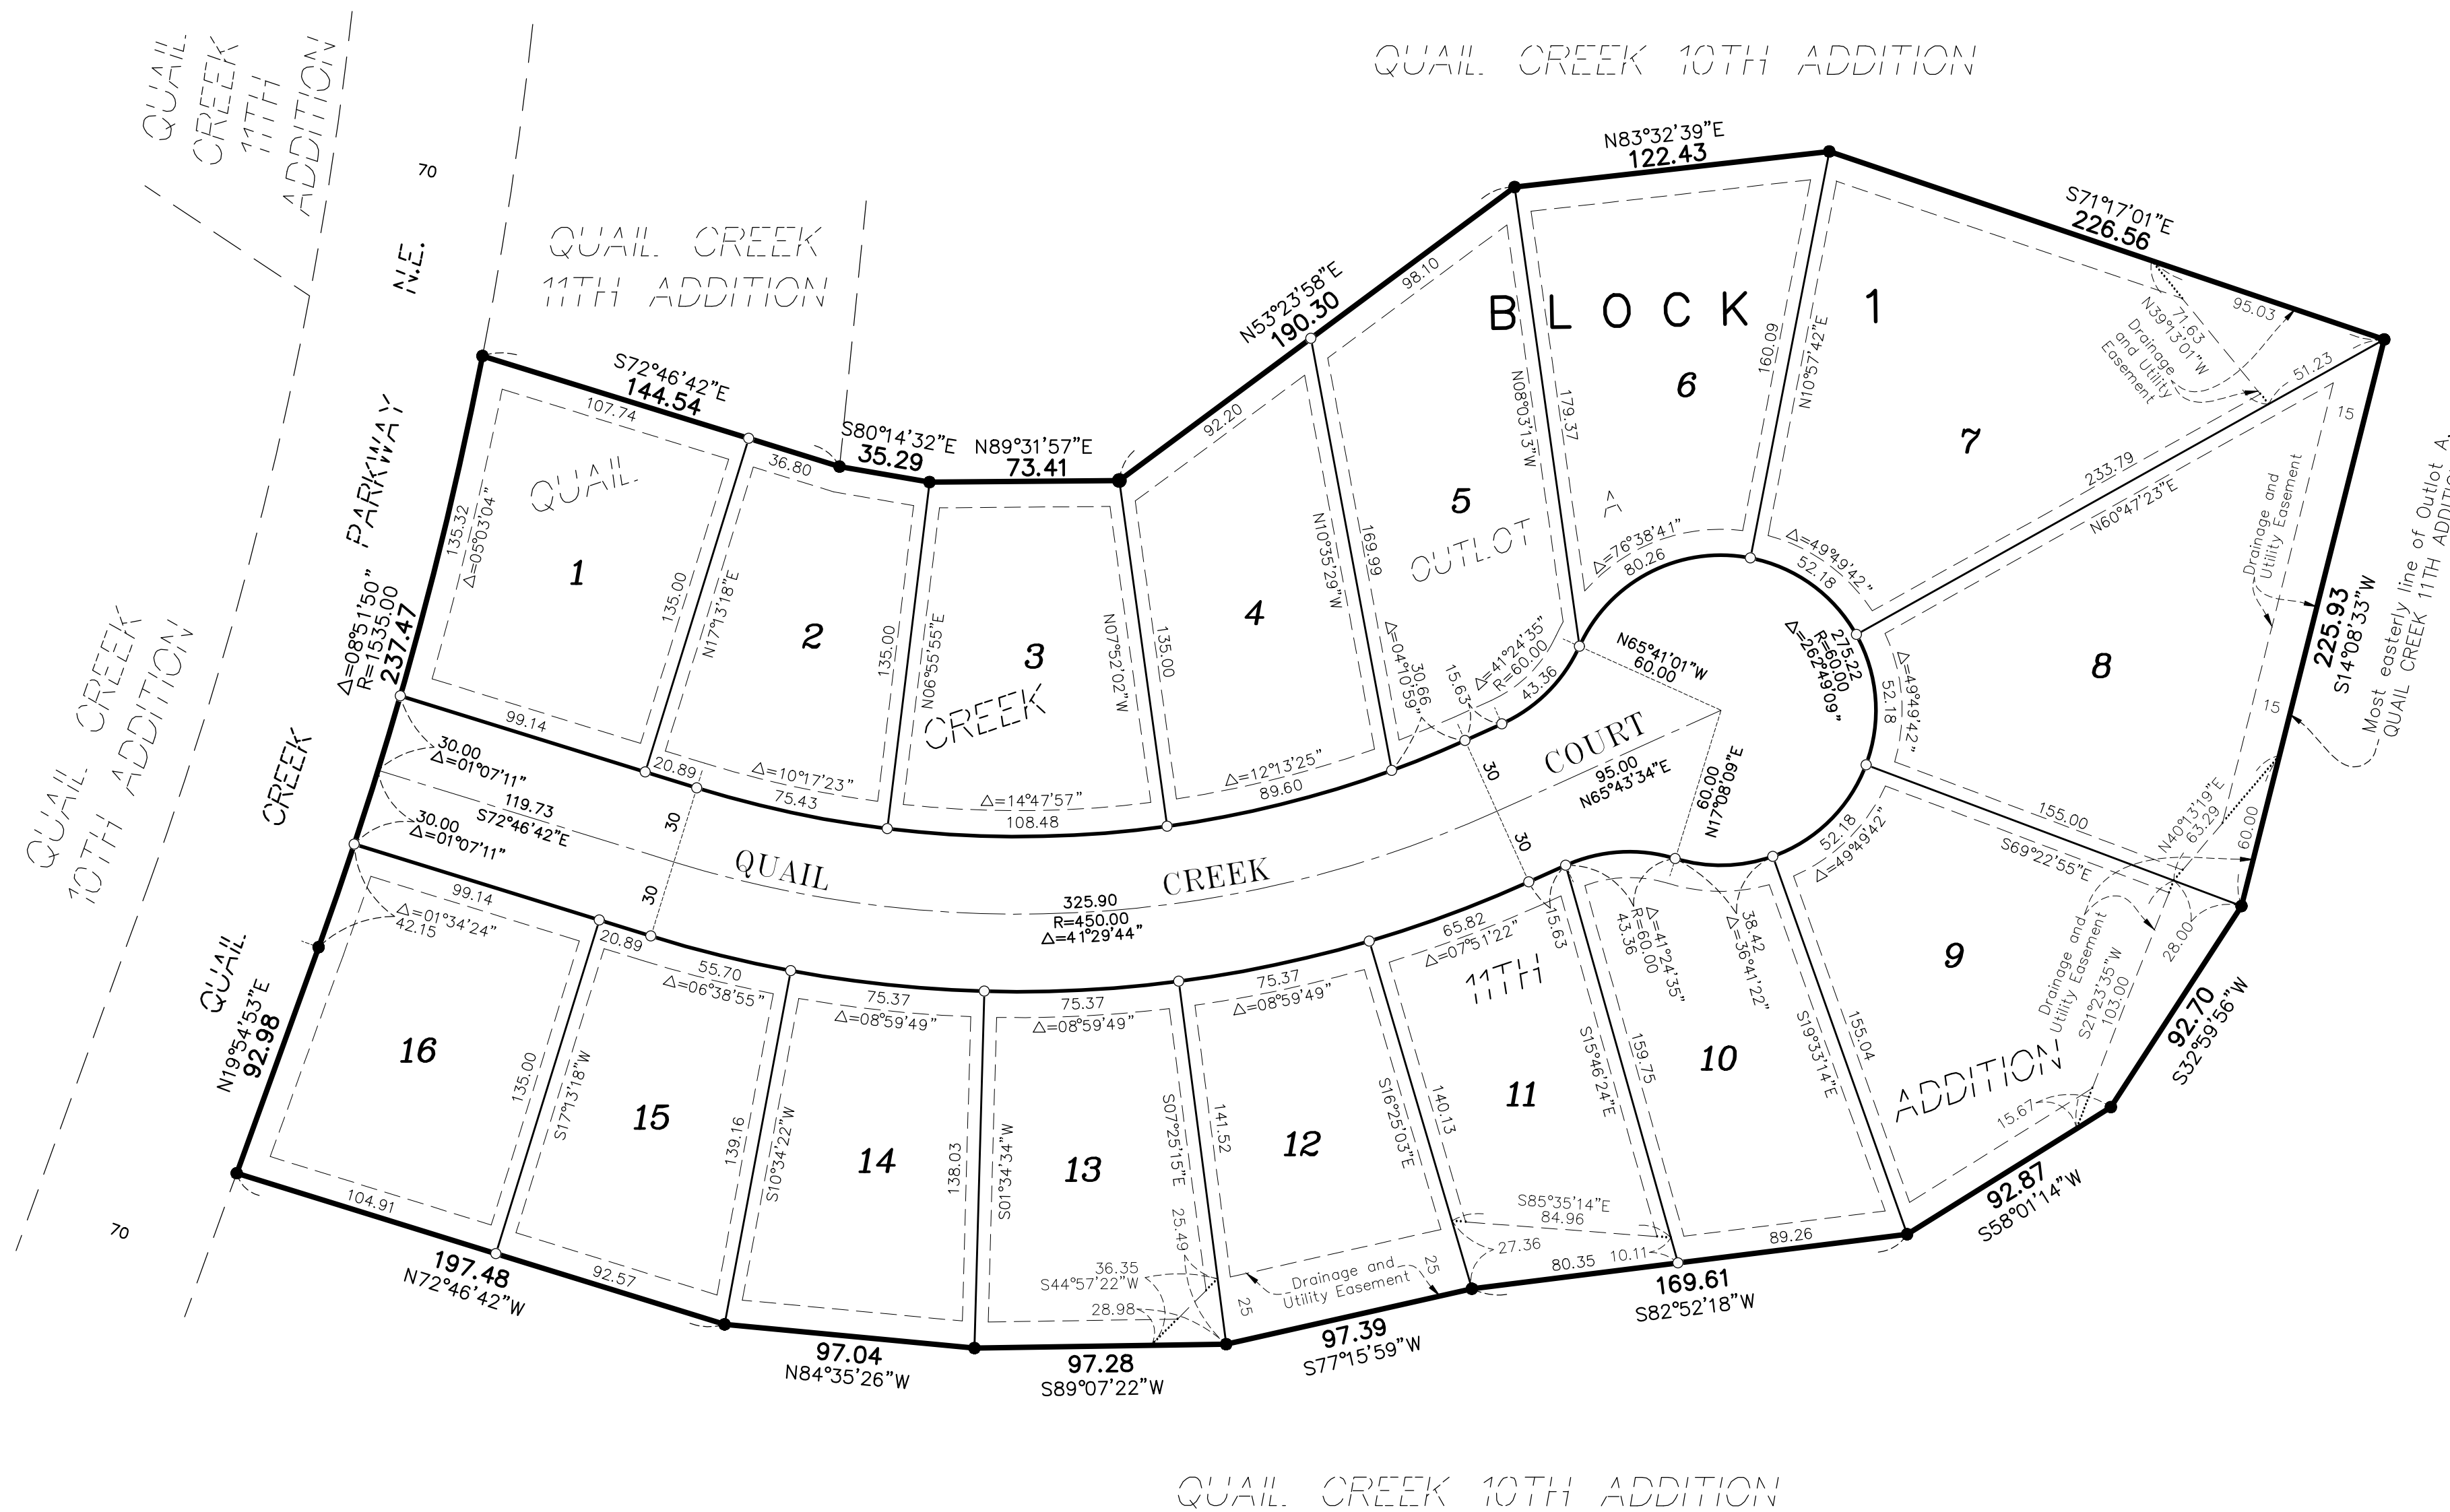 QUAIL CREEK 10TH ADDITION
QUAIL
CREEK
11TH
ADDITION
70
N.E.
PARKWAY
CREEK
QUAIL
QUAIL CREEK
11TH ADDITION
QUAIL CREEK
10TH ADDITION
70
S72°46'42"E
144.54
107.74
36.80
S80°14'32"E
35.29
N89°31'57"E
73.41
N53°23'58"E
190.30
92.20
98.10
N83°32'39"E
122.43
S71°17'01"E
226.56
95.03
51.23
71.63
N39°13'01"W
Drainage
and Utility
Easement
BLOCK 1
135.32
Δ=05°03'04"
Δ=08°51'50"
R=1535.00
237.47
QUAIL
1
135.00
N17°13'18"E
99.14
2
135.00
20.89
Δ=10°17'23"
75.43
N06°55'55"E
3
CREEK
Δ=14°47'57"
108.48
N07°52'02"W
135.00
4
Δ=12°13'25"
89.60
N10°35'29"W
169.99
5
OUTLOT A
Δ=04°10'59"
30.66
15.63
Δ=41°24'35"
R=60.00
43.36
N08°03'13"W
179.37
6
Δ=76°38'41"
80.26
160.09
N10°57'42"E
7
Δ=49°49'42"
52.18
233.79
N60°47'23"E
8
Δ=49°49'42"
52.18
15
15
Drainage and
Utility Easement
225.93
S14°08'33"W
Most easterly line of Outlot A,
QUAIL CREEK 11TH ADDITION
275.22
R=60.00
Δ=262°49'09"
N65°41'01"W
60.00
60.00
N17°08'09"E
COURT
95.00
N65°43'34"E
30
30
30.00
Δ=01°07'11"
119.73
S72°46'42"E
30.00
Δ=01°07'11"
30
30
QUAIL
CREEK
325.90
R=450.00
Δ=41°29'44"
155.00
S69°22'55"E
N40°13'19"E
63.29
60.00
28.00
52.18
Δ=49°49'42"
9
Drainage and
Utility Easement
S21°23'35"W
103.00
92.70
S32°59'56"W
15.67
92.87
S58°01'14"W
ADDITION
155.04
S19°33'14"E
38.42
Δ=36°41'22"
10
Δ=41°24'35"
R=60.00
43.36
159.75
S15°46'24"E
89.26
15.63
65.82
Δ=07°51'22"
11TH
11
140.13
S16°25'03"E
S85°35'14"E
84.96
27.36
80.35
10.11
169.61
S82°52'18"W
75.37
Δ=08°59'49"
12
141.52
S07°25'15"E
25
25
Drainage and
Utility Easement
97.39
S77°15'59"W
75.37
Δ=08°59'49"
13
25.49
36.35
S44°57'22"W
28.98
97.28
S89°07'22"W
S01°34'34"W
138.03
75.37
Δ=08°59'49"
14
97.04
N84°35'26"W
S10°34'22"W
139.16
20.89
55.70
Δ=06°38'55"
15
92.57
S17°13'18"W
135.00
99.14
Δ=01°34'24"
42.15
16
104.91
N19°54'53"E
92.98
197.48
N72°46'42"W
QUAIL CREEK 10TH ADDITION